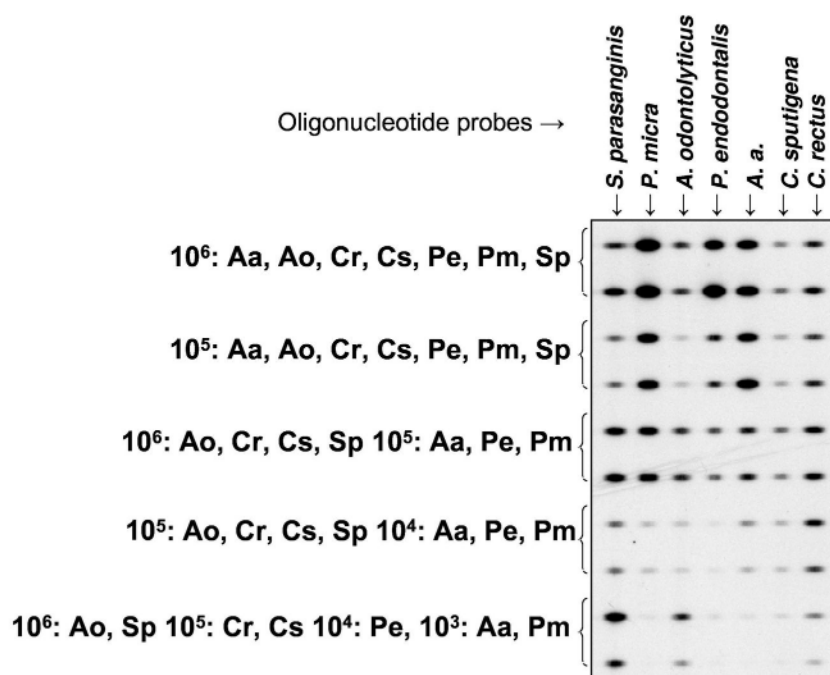 Oligonucleotide probes →
S. parasanginis
P. micra
A. odontolyticus
P. endodontalis
A. a.
C. sputigena
C. rectus
10⁶: Aa, Ao, Cr, Cs, Pe, Pm, Sp
10⁵: Aa, Ao, Cr, Cs, Pe, Pm, Sp
10⁶: Ao, Cr, Cs, Sp 10⁵: Aa, Pe, Pm
10⁵: Ao, Cr, Cs, Sp 10⁴: Aa, Pe, Pm
10⁶: Ao, Sp 10⁵: Cr, Cs 10⁴: Pe, 10³: Aa, Pm